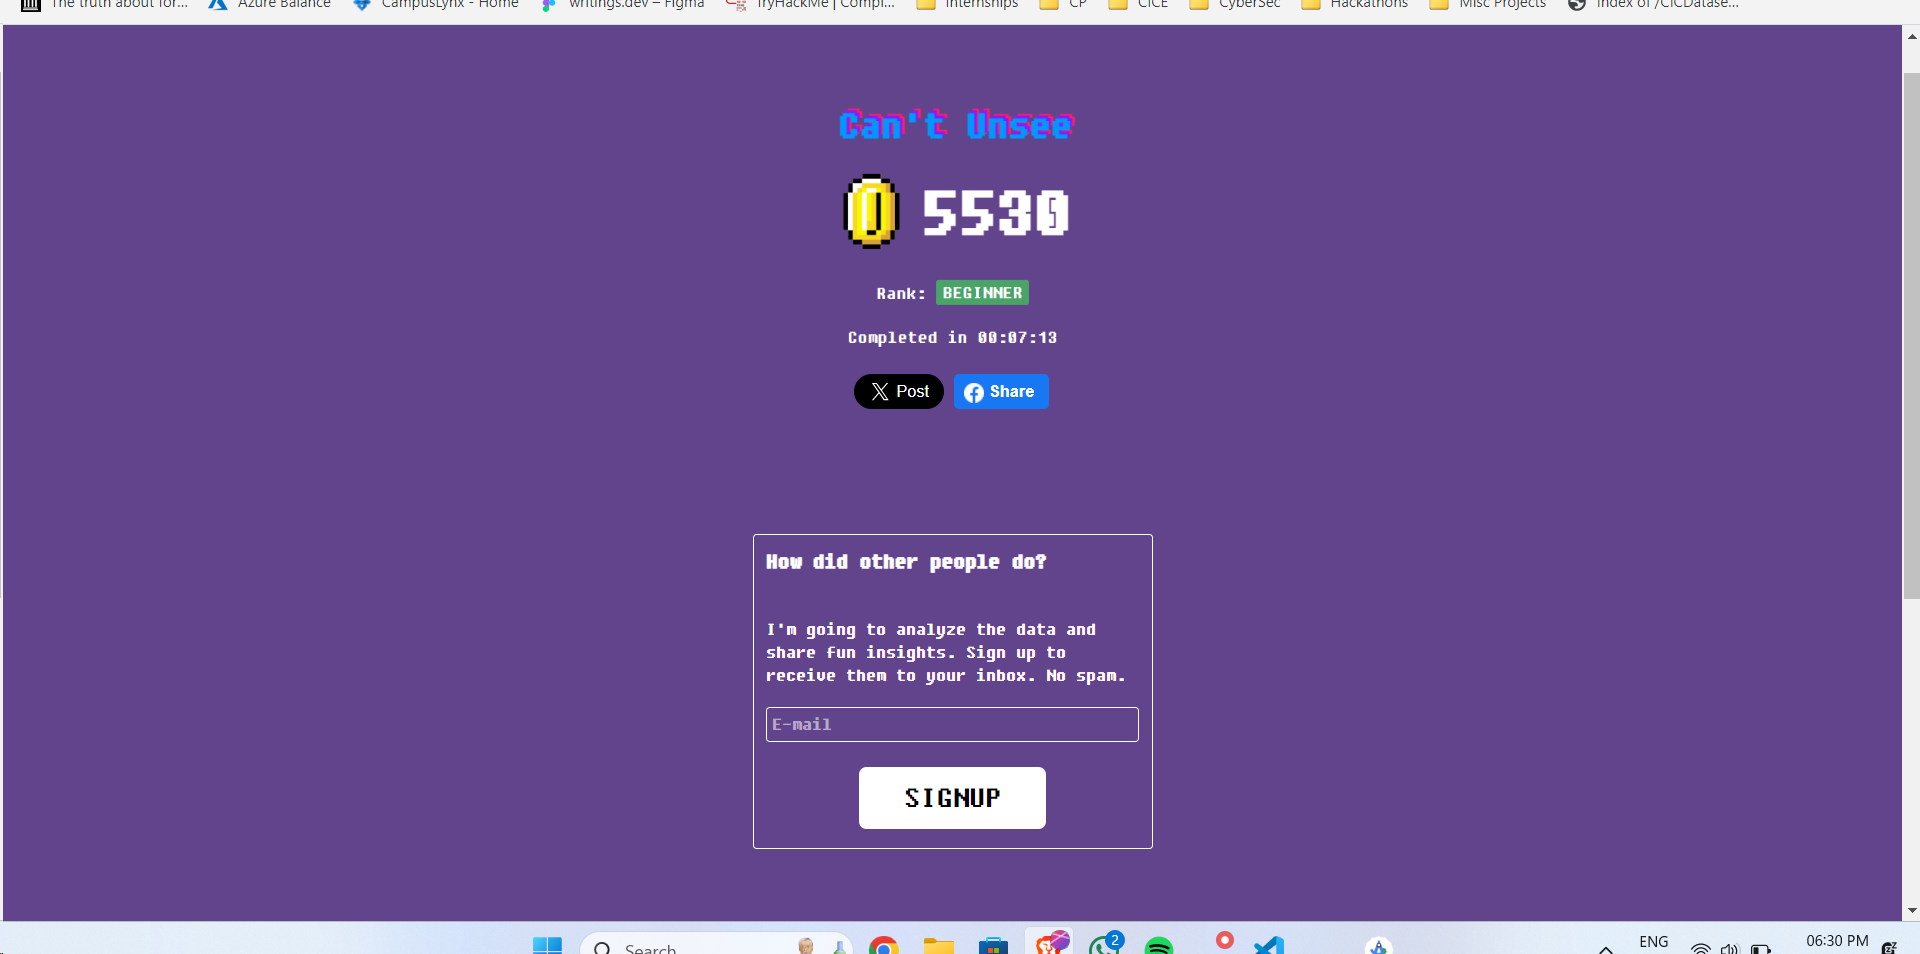 The truth about for...
Azure Balance
CampusLynx - Home
writings.dev – Figma
TryHackMe | Compl...
Internships
CP
CICE
CyberSec
Hackathons
Misc Projects
Index of /CICDatase...
Can't Unsee
5530
Rank: BEGINNER
Completed in 00:07:13
Post
Share
How did other people do?
I'm going to analyze the data and
share fun insights. Sign up to
receive them to your inbox. No spam.
E-mail
SIGNUP
Search
2
ENG
06:30 PM